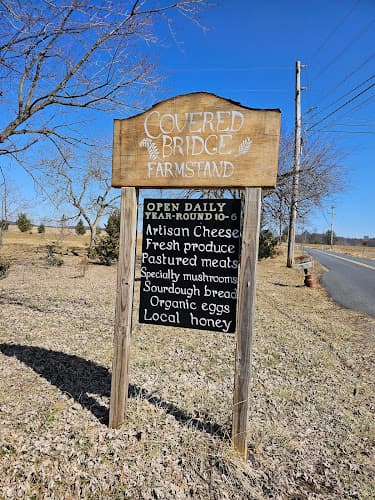 COVERED
BRIDGE
FARMSTAND
OPEN DAILY
YEAR-ROUND 10-6
Artisan Cheese
Fresh produce
Pastured meats
Specialty mushrooms
Sourdough bread
Organic eggs
Local honey